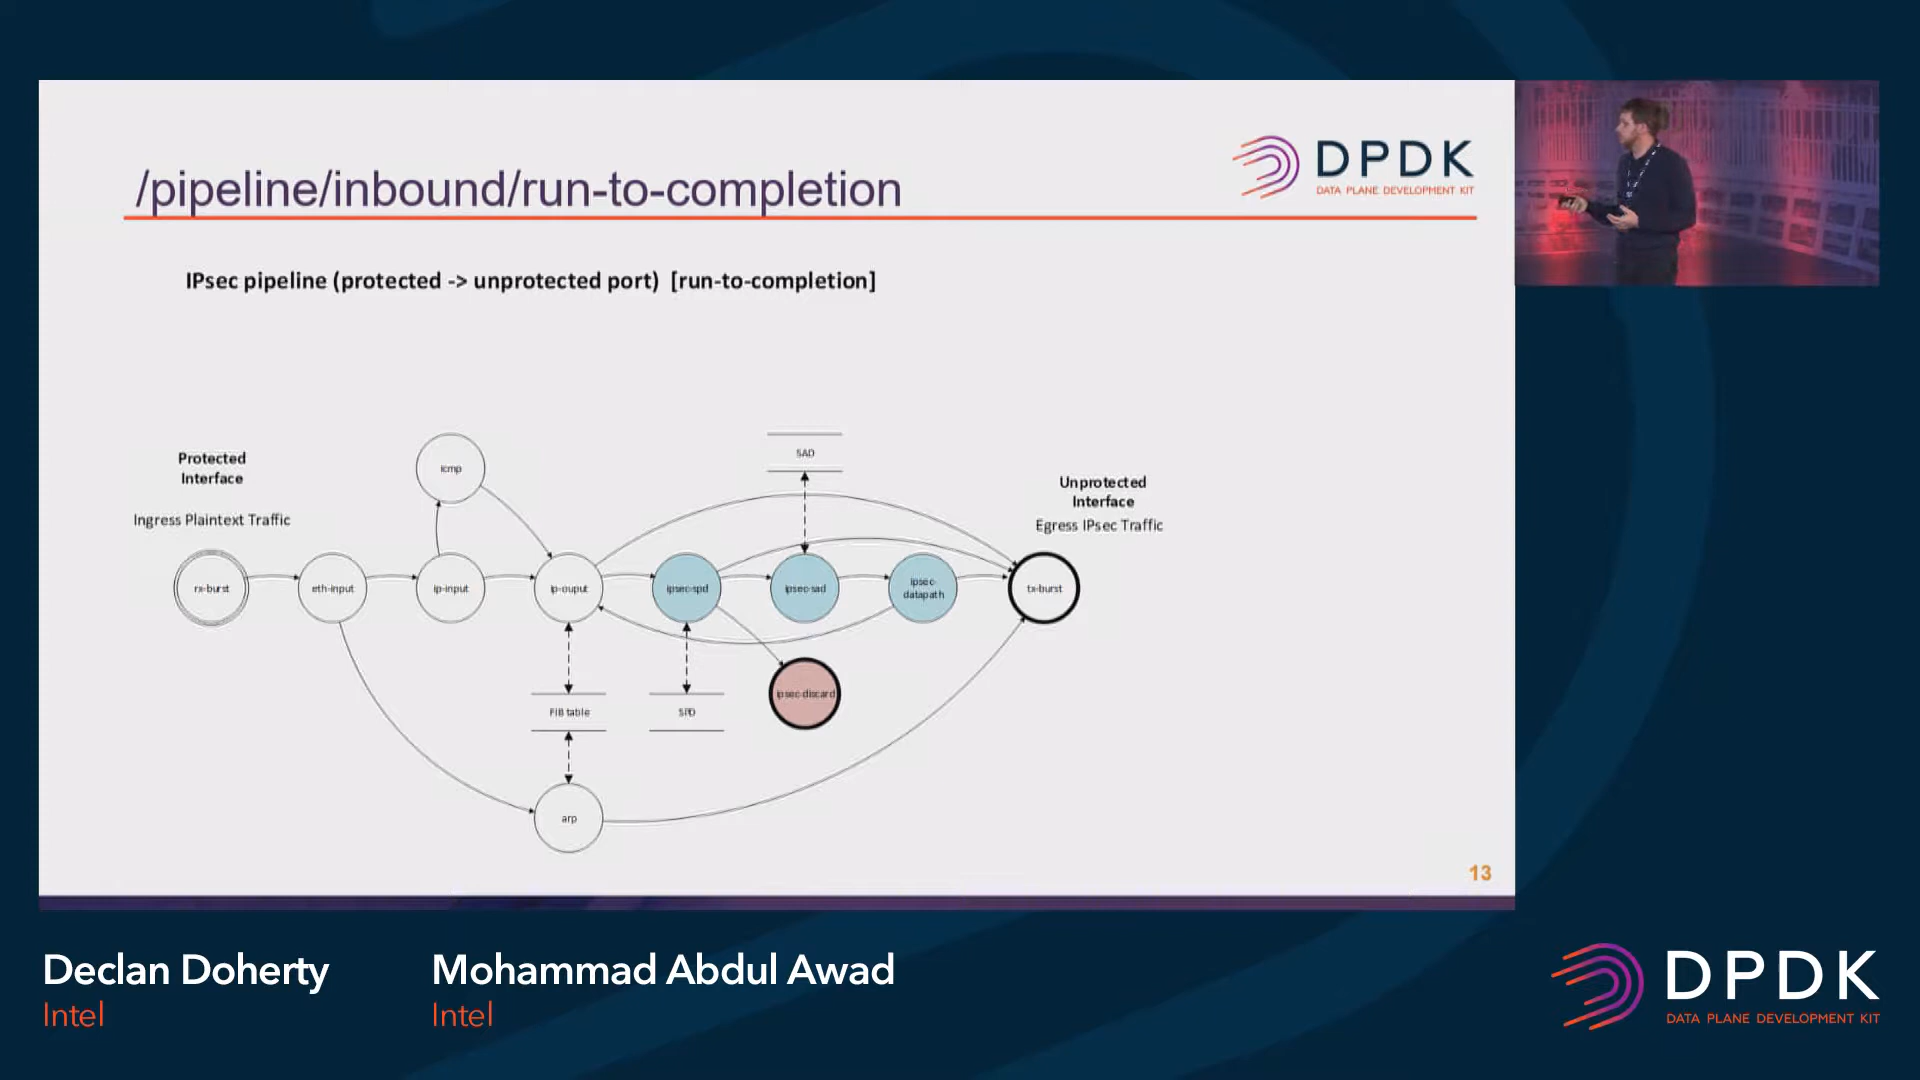 /pipeline/inbound/run-to-completion
DPDK
DATA PLANE DEVELOPMENT KIT
IPsec pipeline (protected -> unprotected port) [run-to-completion]
Protected
Interface
Ingress Plaintext Traffic
icmp
SAD
Unprotected
Interface
Egress IPsec Traffic
rx-burst
eth-input
ip-input
ip-ouput
ipsec-spd
ipsec-sad
ipsec-
datapath
tx-burst
ipsec-discard
FIB table
SPD
arp
13
Declan Doherty
Intel
Mohammad Abdul Awad
Intel
DPDK
DATA PLANE DEVELOPMENT KIT